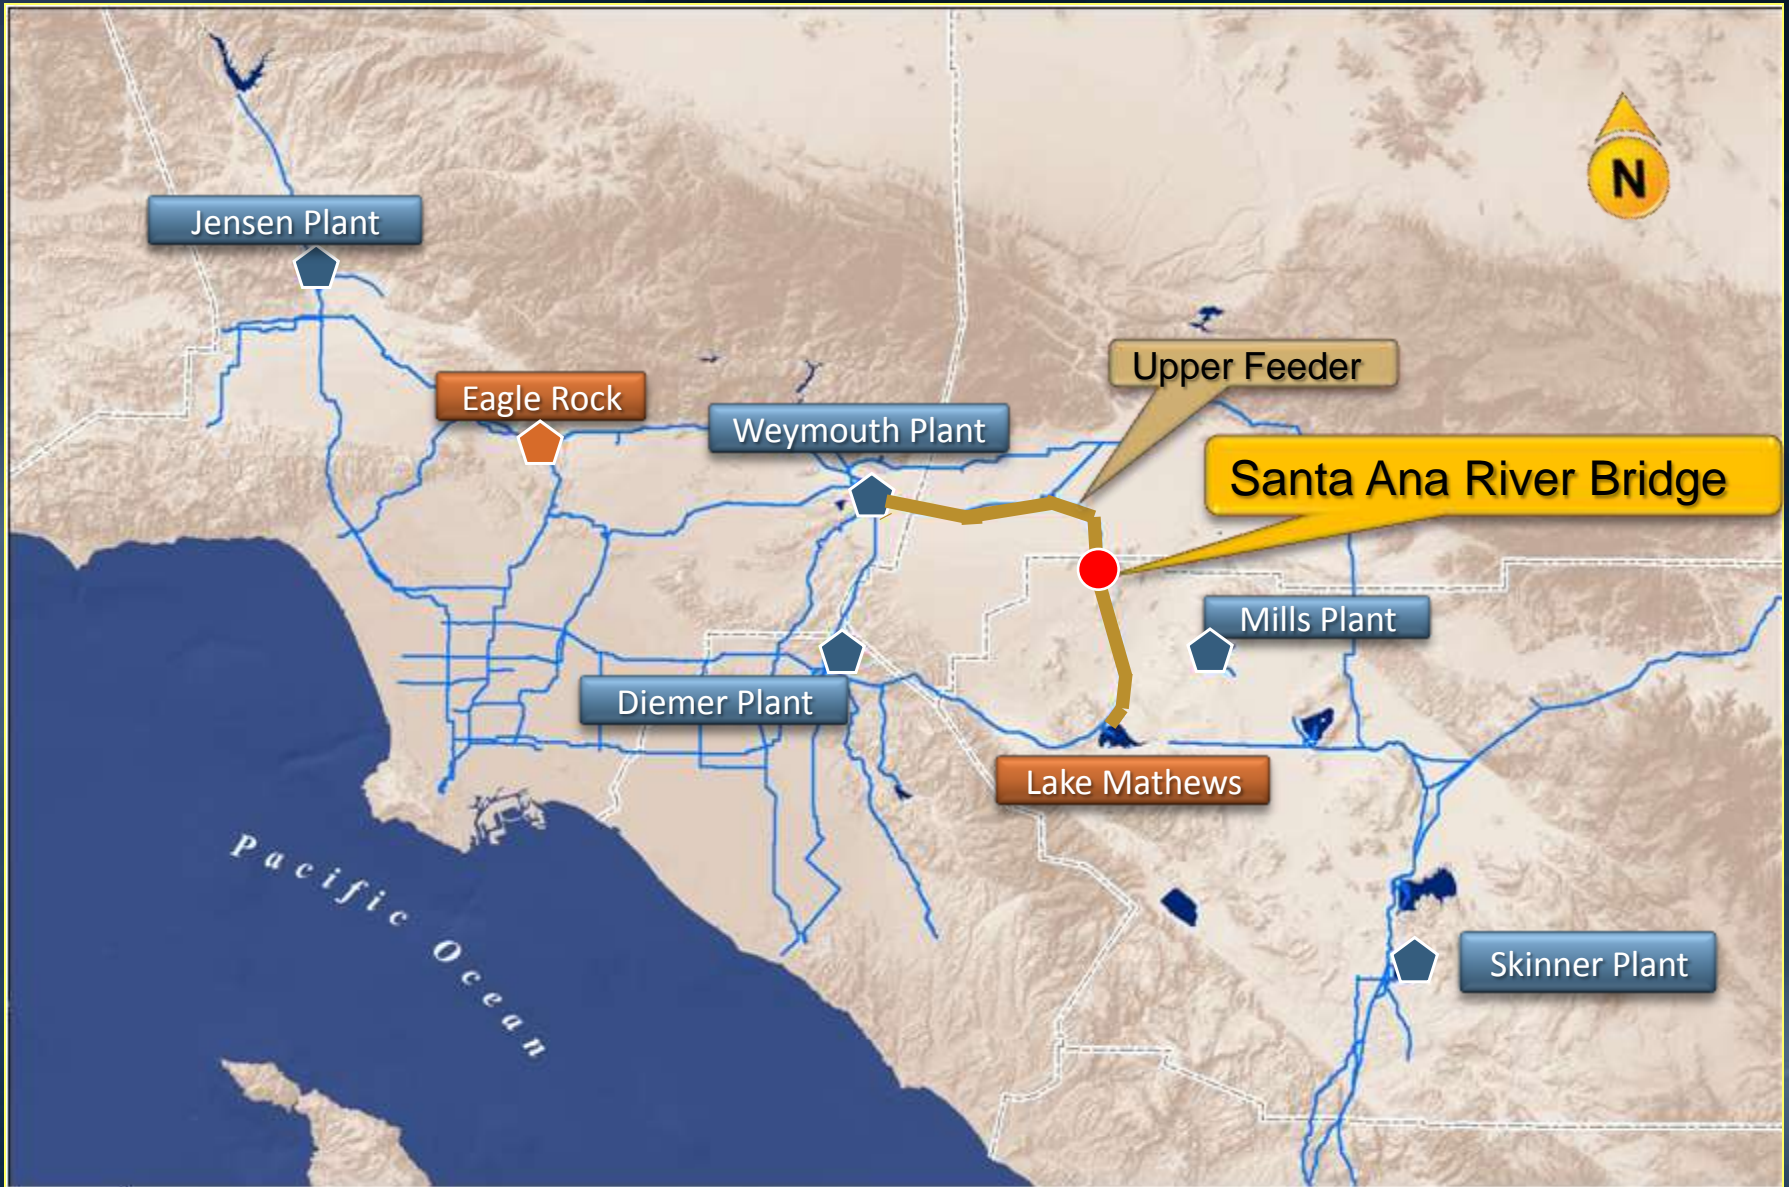 N
Jensen Plant
Upper Feeder
Eagle Rock
Weymouth Plant
Santa Ana River Bridge
Mills Plant
Diemer Plant
Lake Mathews
Pacific Ocean
Skinner Plant